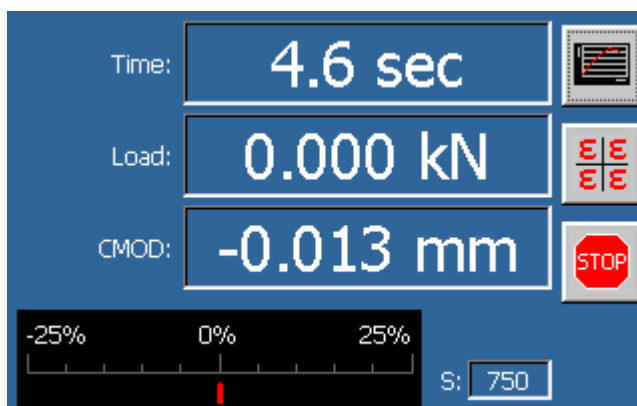 Time: 4.6 sec
Load: 0.000 kN
ε ε
ε ε
CMOD: -0.013 mm
STOP
-25% 0% 25%
S: 750